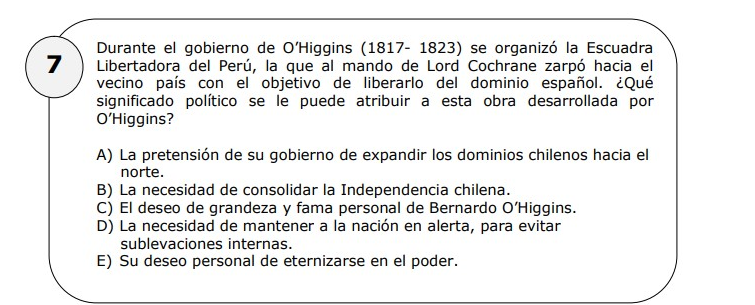 7
Durante el gobierno de O’Higgins (1817- 1823) se organizó la Escuadra
Libertadora del Perú, la que al mando de Lord Cochrane zarpó hacia el
vecino país con el objetivo de liberarlo del dominio español. ¿Qué
significado político se le puede atribuir a esta obra desarrollada por
O’Higgins?
A) La pretensión de su gobierno de expandir los dominios chilenos hacia el
norte.
B) La necesidad de consolidar la Independencia chilena.
C) El deseo de grandeza y fama personal de Bernardo O’Higgins.
D) La necesidad de mantener a la nación en alerta, para evitar
sublevaciones internas.
E) Su deseo personal de eternizarse en el poder.